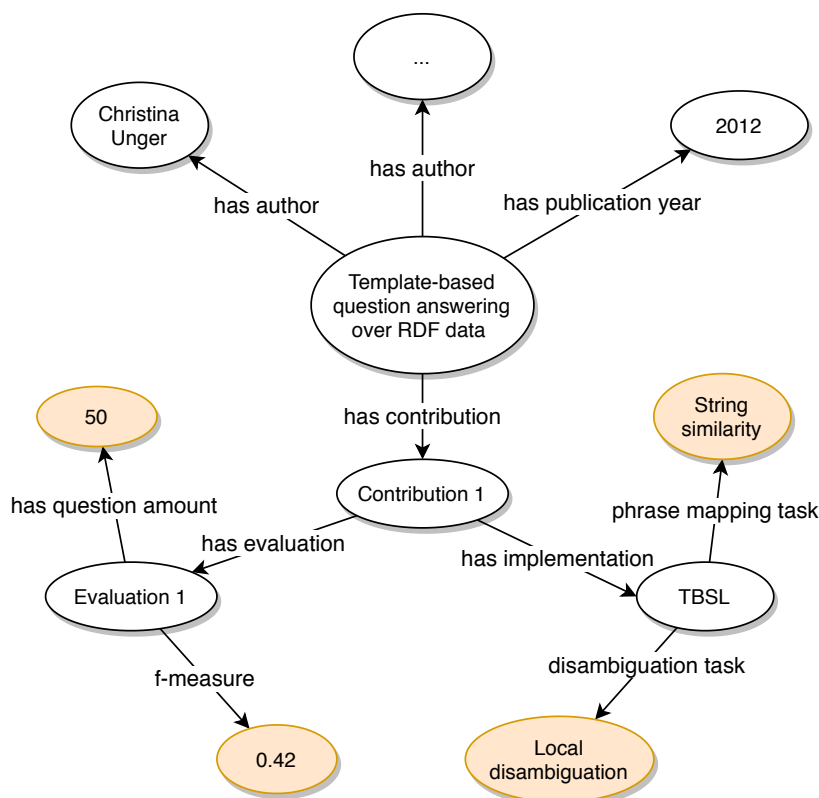 ...
Christina
Unger
2012
has author
has author
has publication year
Template-based
question answering
over RDF data
has contribution
50
String
similarity
Contribution 1
has question amount
phrase mapping task
has evaluation
has implementation
Evaluation 1
TBSL
f-measure
disambiguation task
0.42
Local
disambiguation